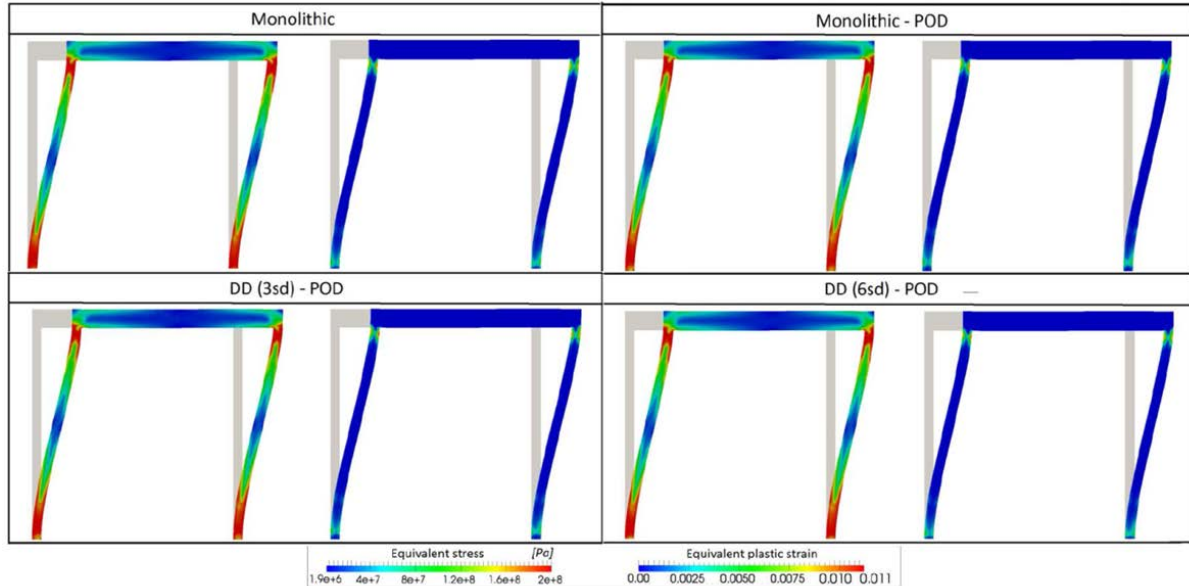 Monolithic
Monolithic - POD
DD (3sd) - POD
DD (6sd) - POD
Equivalent stress [Pa]
1.9e+6 4e+7 8e+7 1.2e+8 1.6e+8 2e+8
Equivalent plastic strain
0.00 0.0025 0.0050 0.0075 0.010 0.011